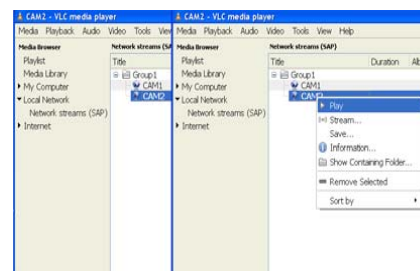 CAM2 - VLC media player
Media Playback Audio Video Tools View
Media Browser
Playlist
Media Library
My Computer
Local Network
Network streams (SAP)
Internet
Network streams (SA
Title
Group1
CAM1
CAM2
CAM2 - VLC media player
Media Playback Audio Video Tools View Help
Media Browser
Playlist
Media Library
My Computer
Local Network
Network streams (SAP)
Internet
Network streams (SAP)
Title Duration Alb
Group1
CAM1
Play
Stream...
Save...
Information...
Show Containing Folder...
Remove Selected
Sort by